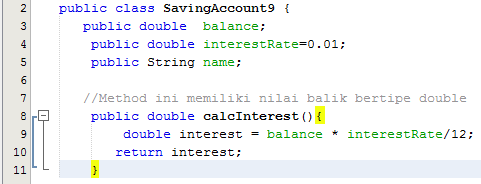 2 public class SavingAccount9 {
3 public double balance;
4 public double interestRate=0.01;
5 public String name;
6
7 //Method ini memiliki nilai balik bertipe double
8 public double calcInterest(){
9 double interest = balance * interestRate/12;
10 return interest;
11 }